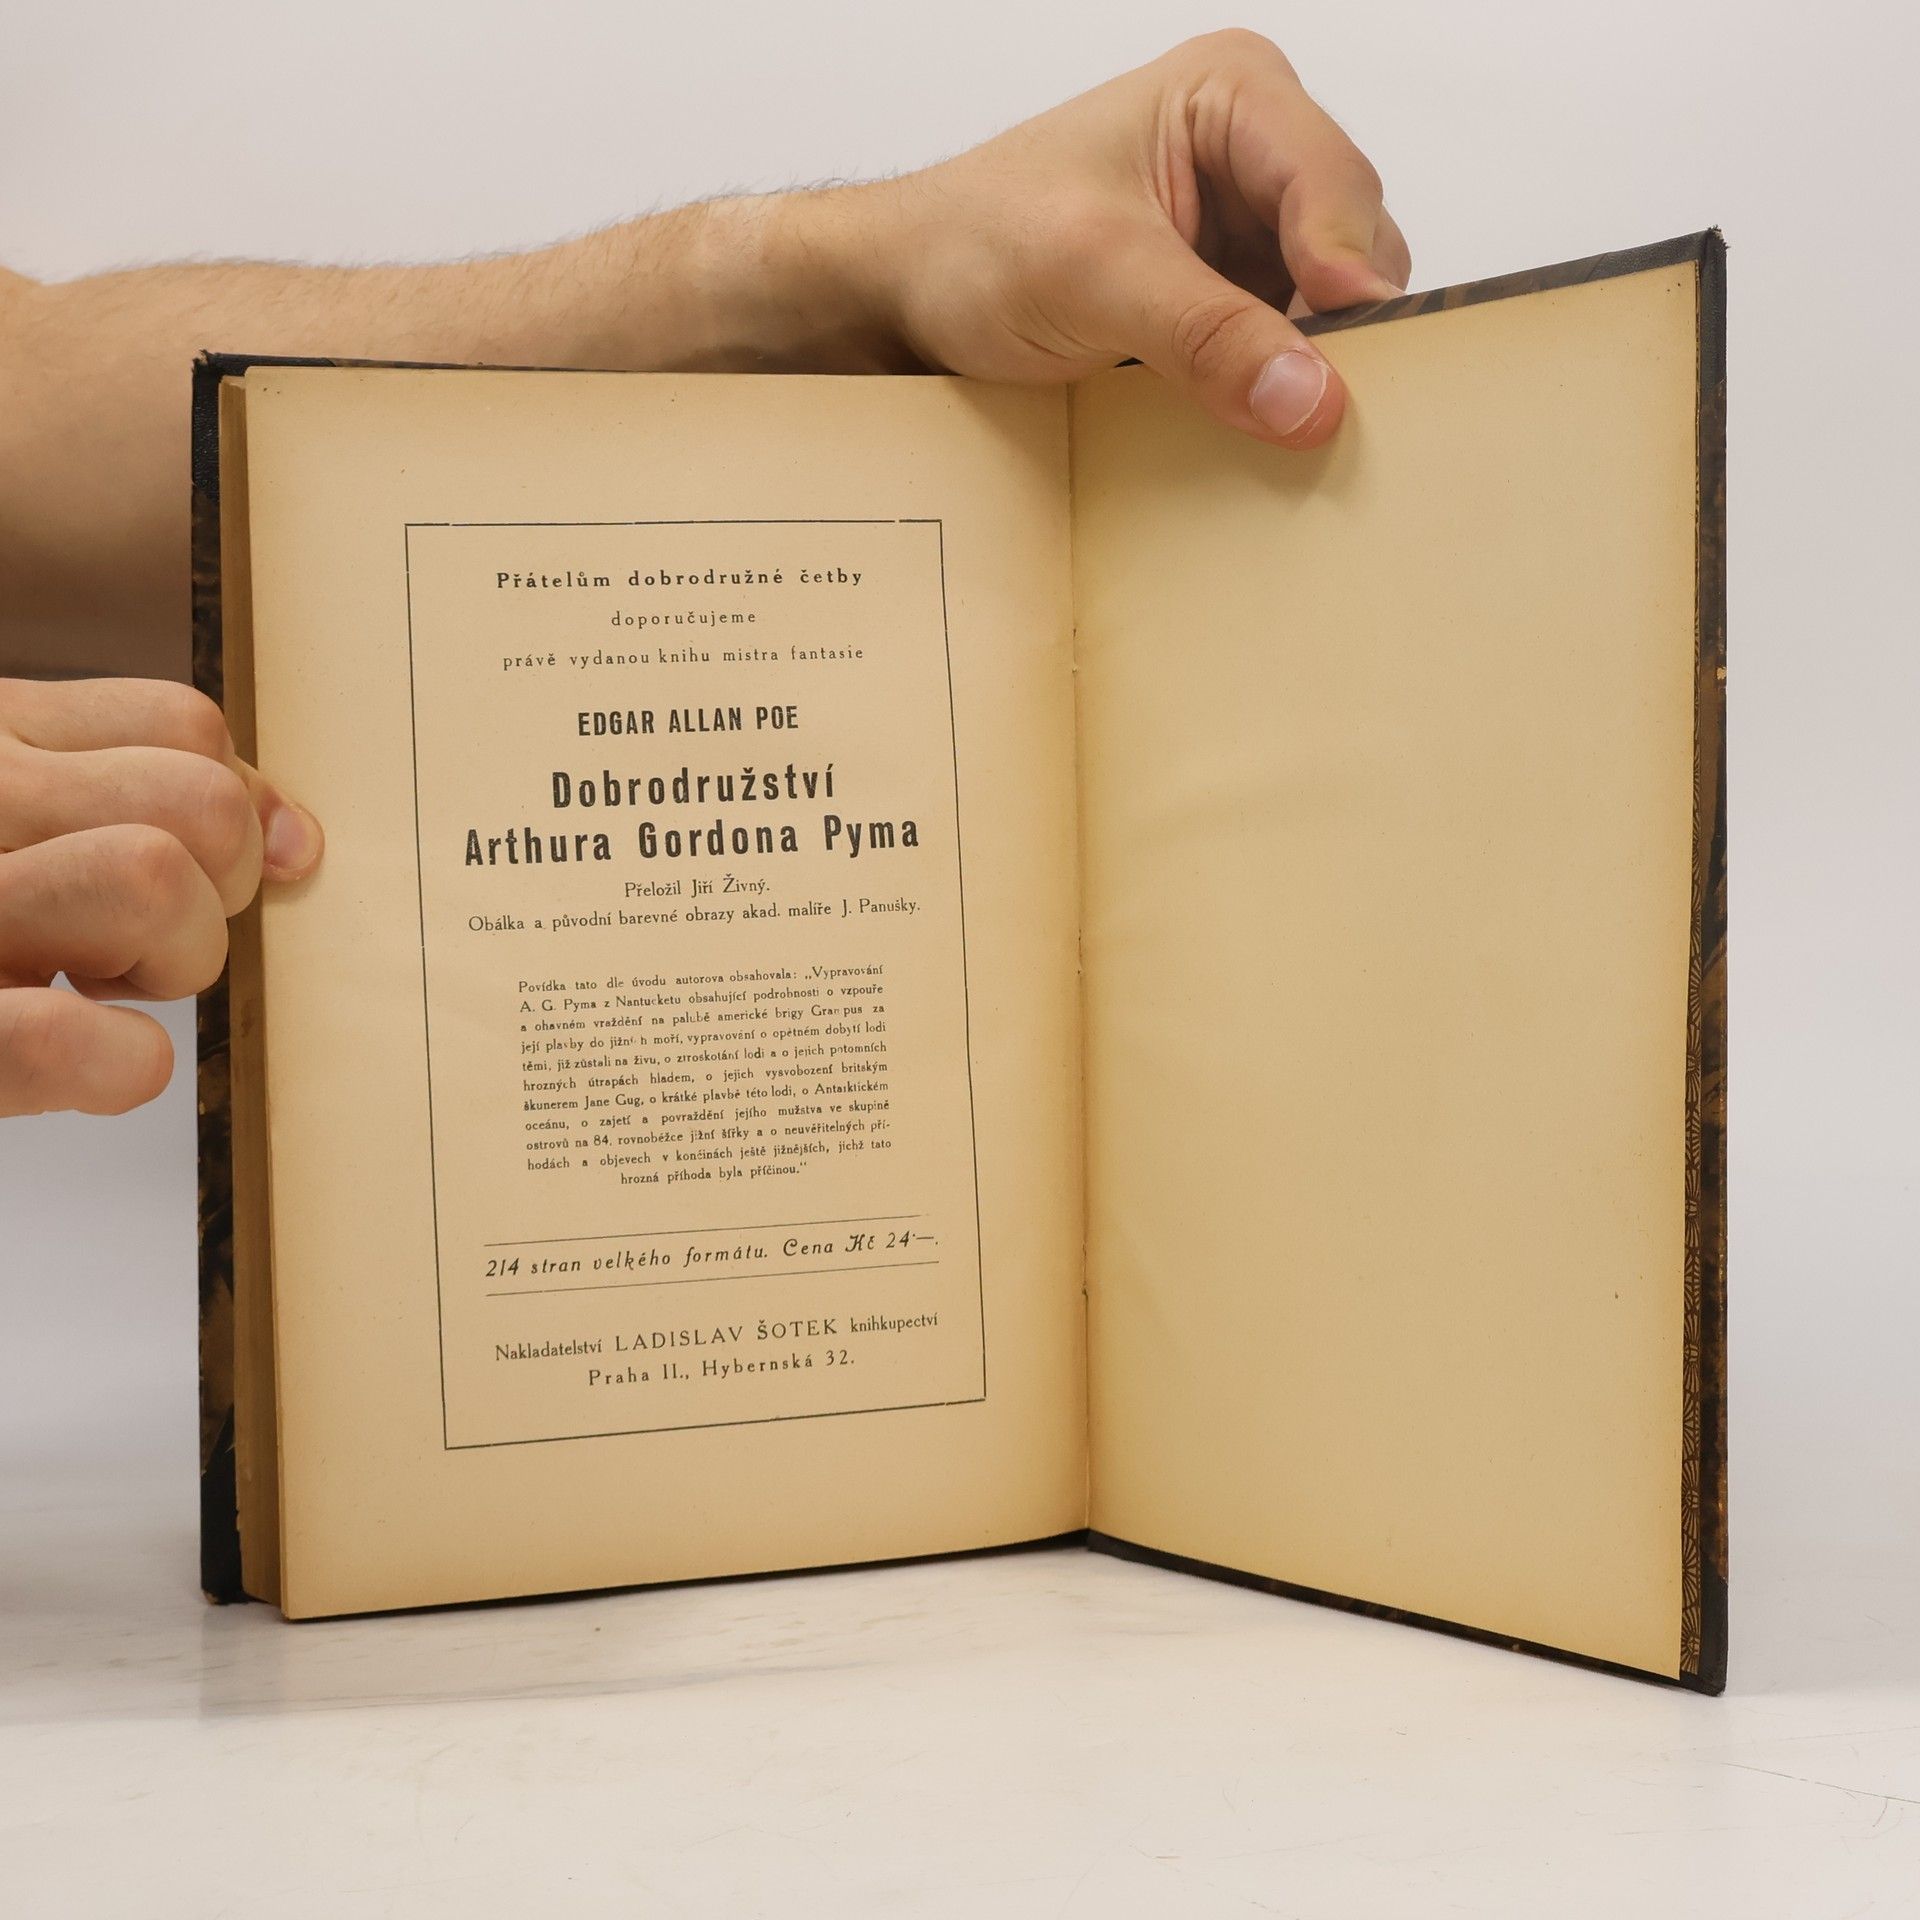 Přátelům dobrodružné četby
doporučujeme
právě vydanou knihu mistra fantasie
EDGAR ALLAN POE
Dobrodružství
Arthura Gordona Pyma
Přeložil Jiří Živný.
Obálka a původní barevné obrazy akad. malíře J. Panušky.
Povídka tato dle úvodu autorova obsahovala: „Vypravování
A. G. Pyma z Nantucketu obsahující podrobnosti o vzpouře
a ohavném vraždění na palubě americké brigy Grampus za
její plavby do jižních moří, vypravování o opětném dobytí lodi
těmi, již zůstali na živu, o ztroskotání lodi a o jejich potomních
hrozných útrapách hladem, o jejich vysvobození britským
škunerem Jane Gug, o krátké plavbě této lodi, o Antarktickém
oceánu, o zajetí a povraždění jejího mužstva ve skupině
ostrovů na 84. rovnoběžce jižní šířky a o neuvěřitelných pří-
hodách a objevech v končinách ještě jižnějších, jichž tato
hrozná příhoda byla příčinou.“
214 stran velkého formátu. Cena Kč 24·—.
Nakladatelství LADISLAV ŠOTEK knihkupectví
Praha II., Hybernská 32.